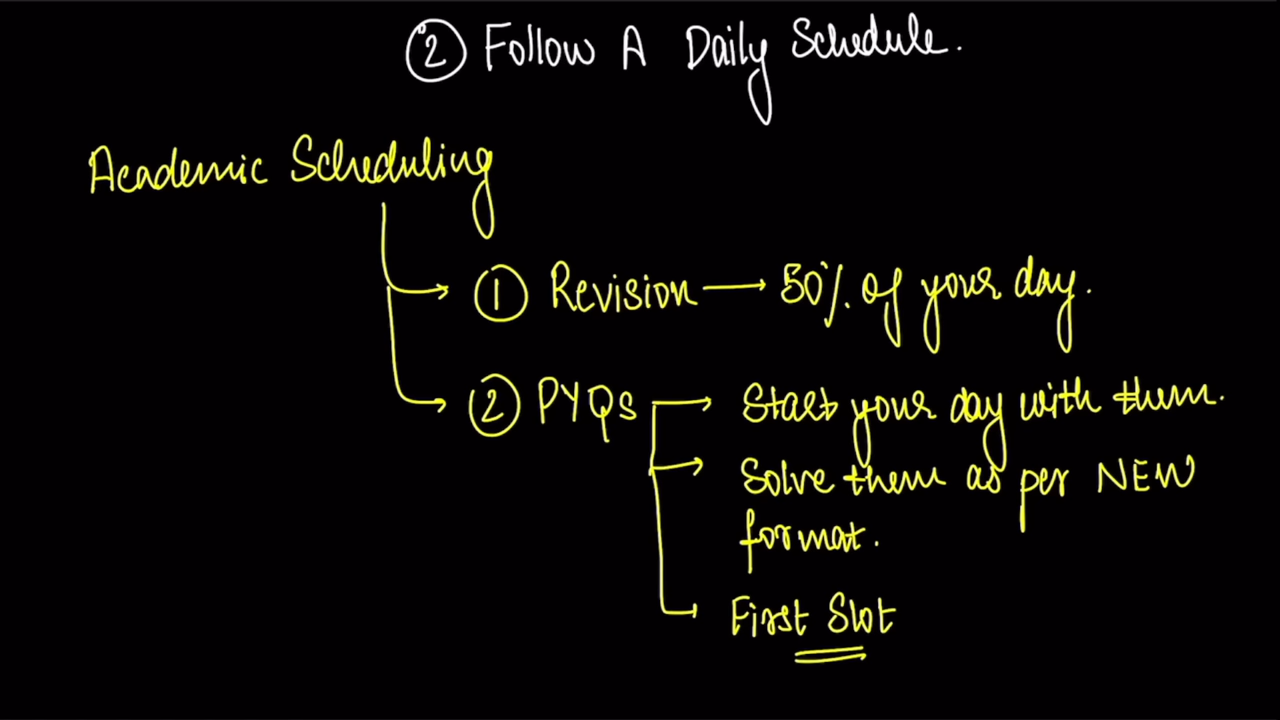 ② Follow A Daily Schedule.
Academic Scheduling
① Revision → 50% of your day.
② PYQs → Start your day with them.
→ Solve them as per NEW
format.
→ First Slot